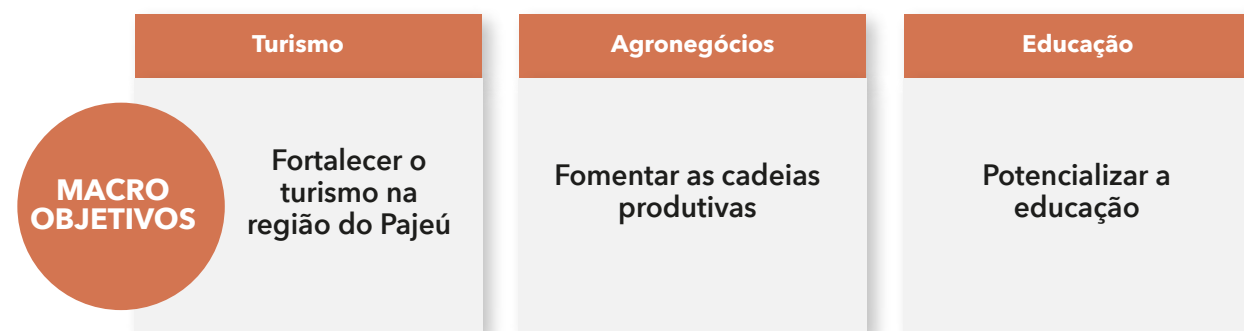 Turismo
Agronegócios
Educação
MACRO
OBJETIVOS
Fortalecer o
turismo na
região do Pajeú
Fomentar as cadeias
produtivas
Potencializar a
educação